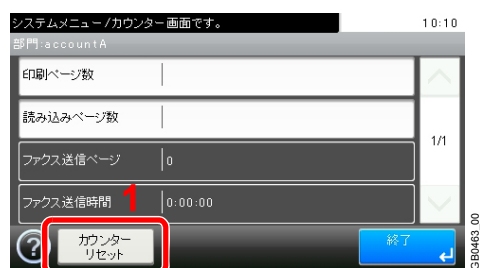 システムメニュー/カウンター画面です。
10:10
部門:accountA
印刷ページ数
読み込みページ数
1/1
ファクス送信ページ 0
ファクス送信時間 0:00:00
1
?
カウンター
リセット
終了
GB0463_00